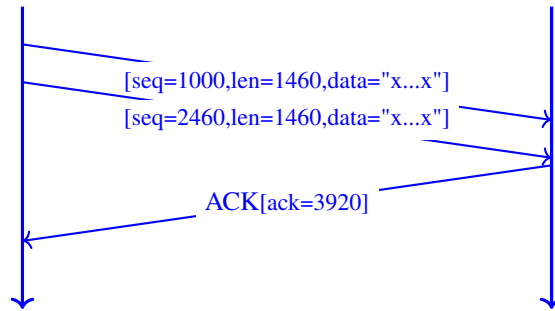 [seq=1000,len=1460,data="x...x"]
[seq=2460,len=1460,data="x...x"]
ACK[ack=3920]